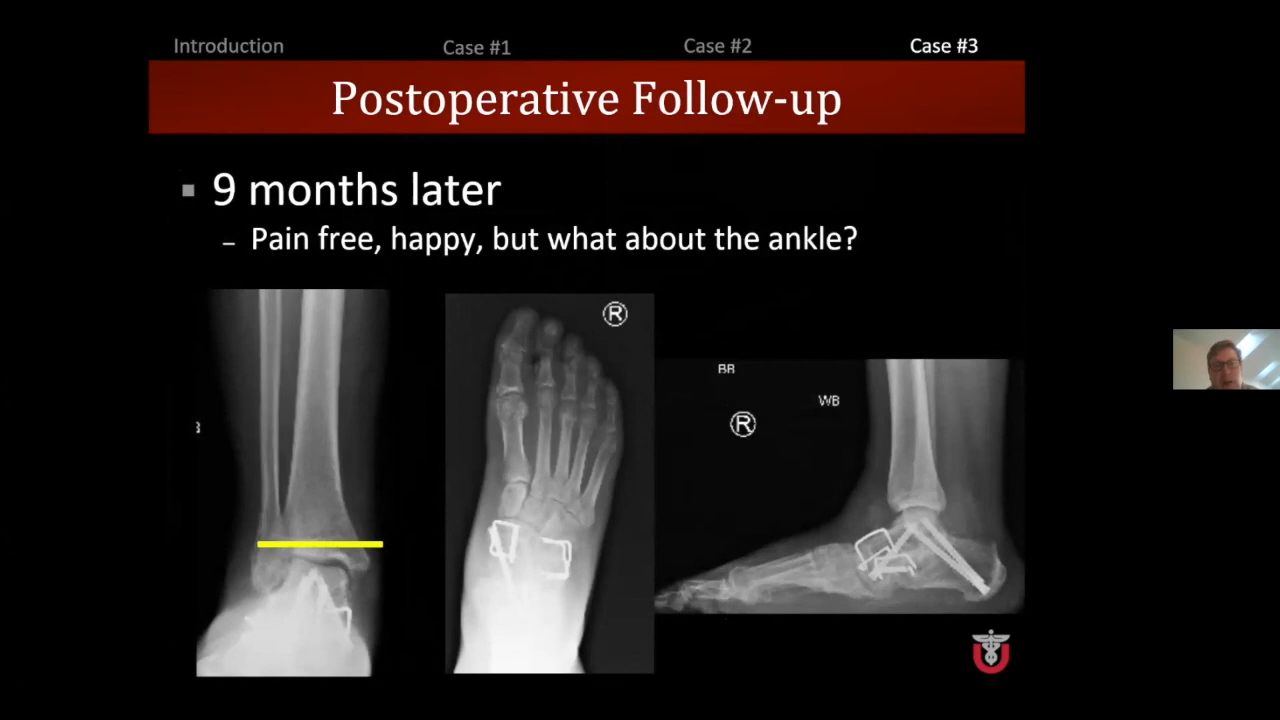 Introduction Case #1 Case #2 Case #3
Postoperative Follow-up
9 months later
– Pain free, happy, but what about the ankle?
R
BR
WB
R
U